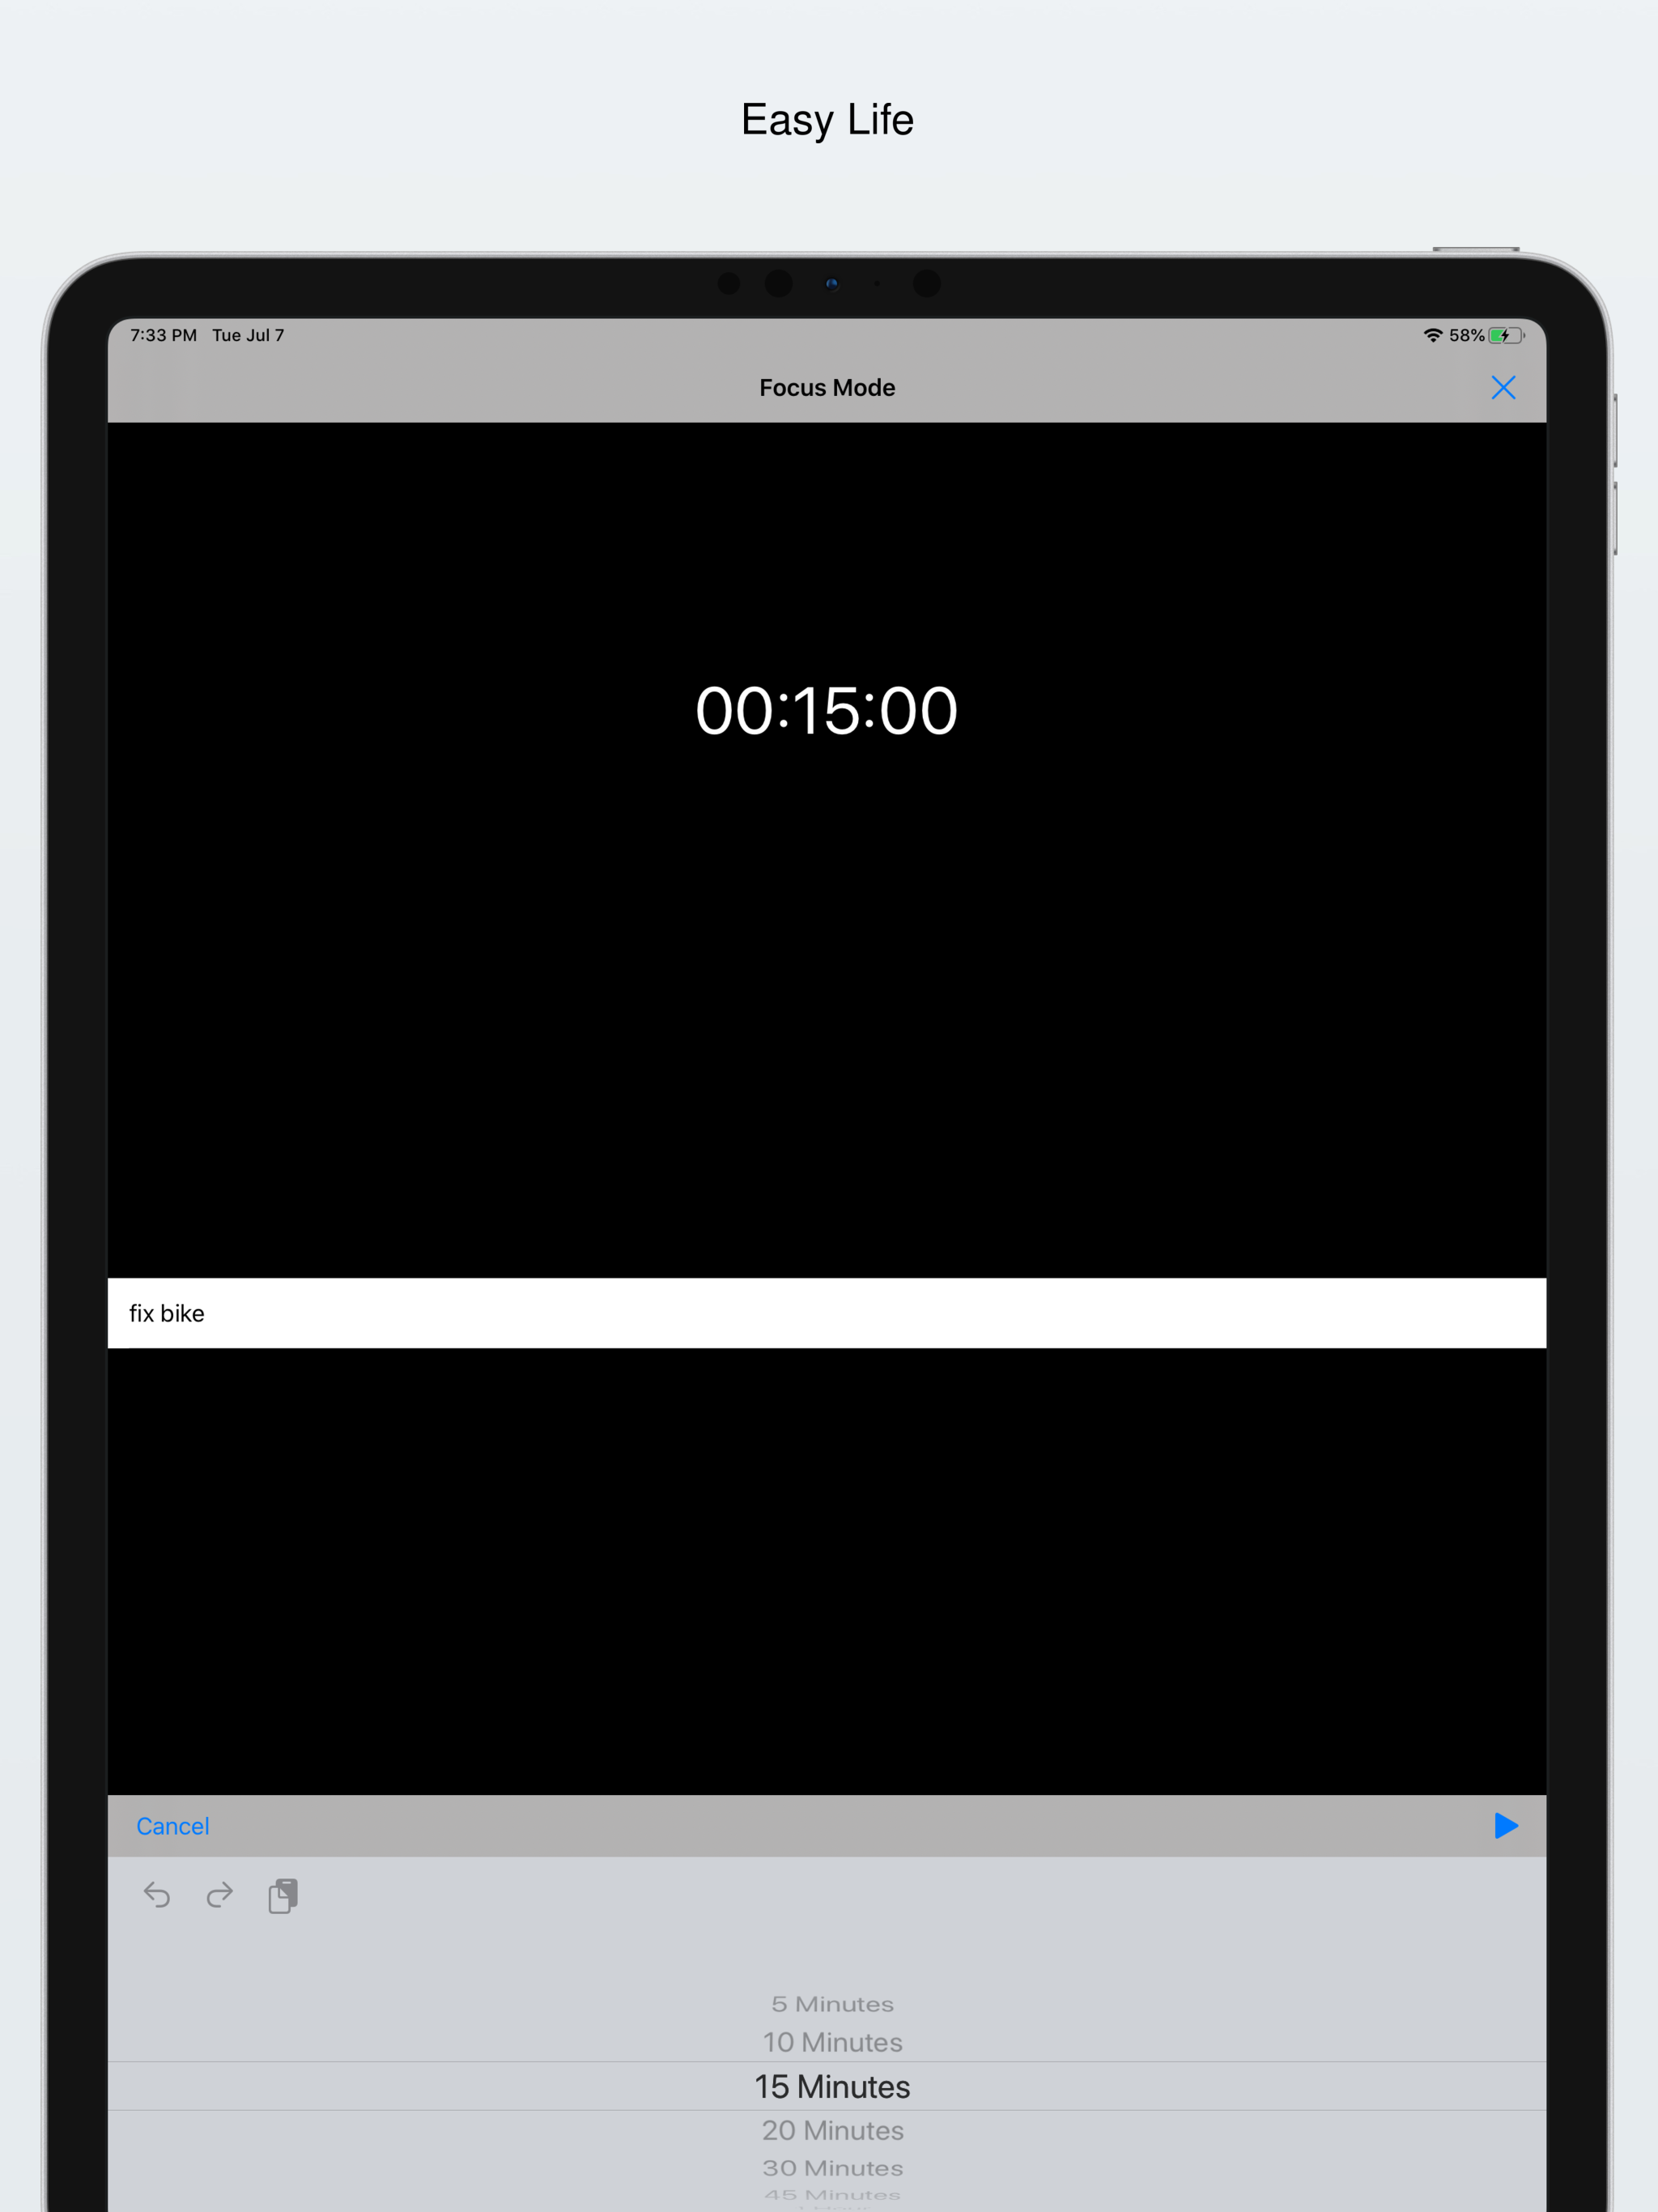 Easy Life
7:33 PM Tue Jul 7
58%
Focus Mode
00:15:00
fix bike
Cancel
5 Minutes
10 Minutes
15 Minutes
20 Minutes
30 Minutes
45 Minutes